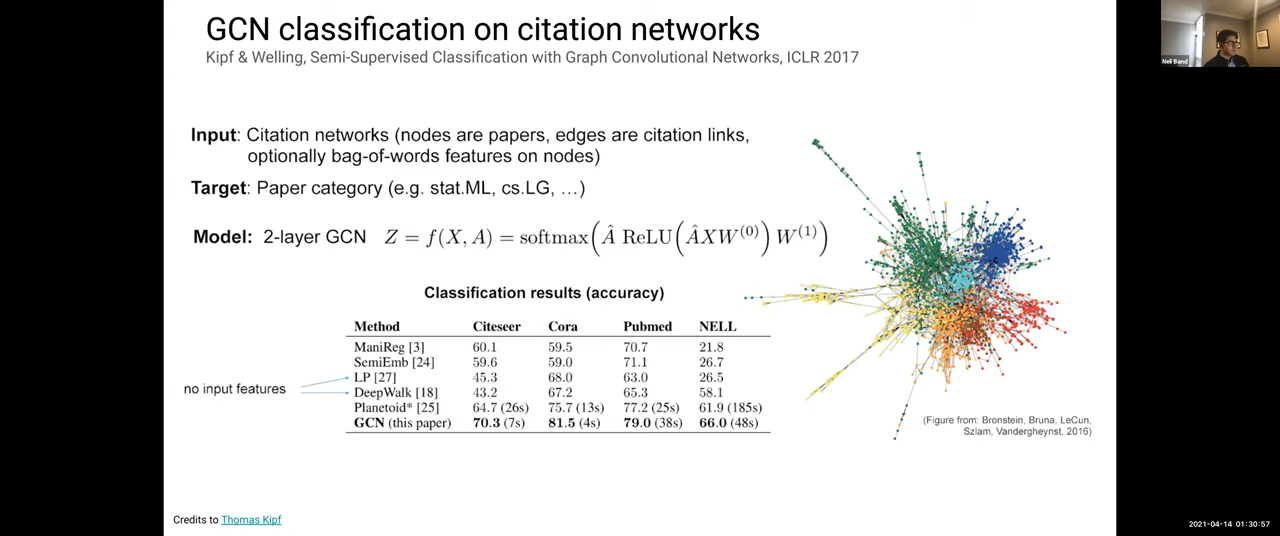 GCN classification on citation networks
Kipf & Welling, Semi-Supervised Classification with Graph Convolutional Networks, ICLR 2017
Neil Band
Input: Citation networks (nodes are papers, edges are citation links,
optionally bag-of-words features on nodes)
Target: Paper category (e.g. stat.ML, cs.LG, …)
Model: 2-layer GCN Z = f(X, A) = softmax(Â ReLU(ÂXW⁽⁰⁾) W⁽¹⁾)
Classification results (accuracy)
Method Citeseer Cora Pubmed NELL
ManiReg [3] 60.1 59.5 70.7 21.8
SemiEmb [24] 59.6 59.0 71.1 26.7
LP [27] 45.3 68.0 63.0 26.5
no input features
DeepWalk [18] 43.2 67.2 65.3 58.1
Planetoid* [25] 64.7 (26s) 75.7 (13s) 77.2 (25s) 61.9 (185s)
GCN (this paper) 70.3 (7s) 81.5 (4s) 79.0 (38s) 66.0 (48s)
(Figure from: Bronstein, Bruna, LeCun,
Szlam, Vandergheynst, 2016)
Credits to Thomas Kipf
2021-04-14 01:30:57